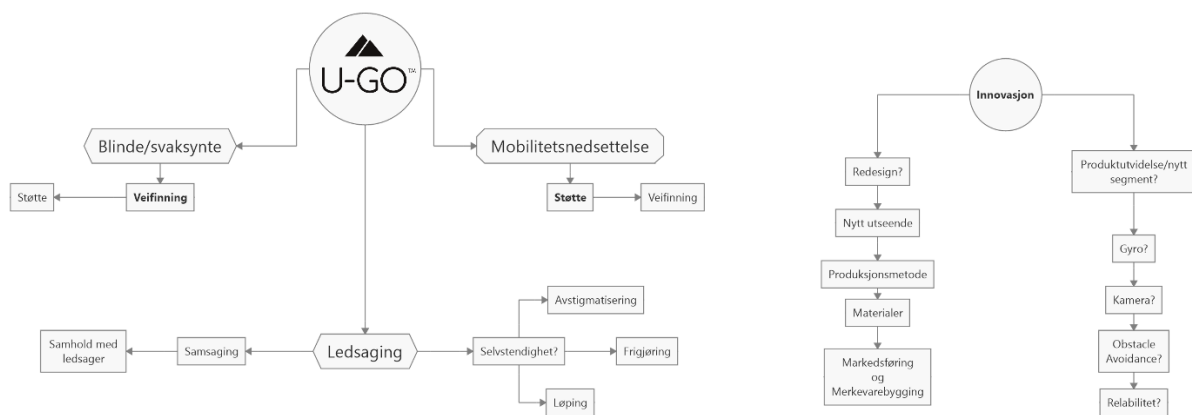 U-GO™
Blinde/svaksynte
Mobilitetsnedsettelse
Støtte
Veifinning
Støtte
Veifinning
Avstigmatisering
Samhold med
ledsager
Samsaging
Ledsaging
Selvstendighet?
Frigjøring
Løping
Innovasjon
Redesign?
Nytt utseende
Produksjonsmetode
Materialer
Markedsføring
og
Merkevarebygging
Produktutvidelse/nytt
segment?
Gyro?
Kamera?
Obstacle
Avoidance?
Relabilitet?